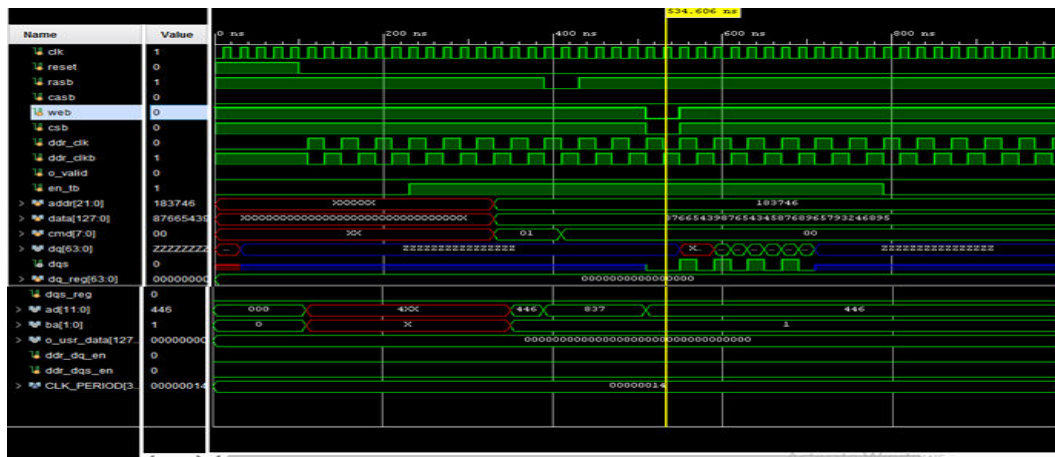 534.606 ns
Name Value 0 ns 200 ns 400 ns 600 ns 800 ns
clk 1
reset 0
rasb 1
casb 0
web 0
csb 0
ddr_clk 0
ddr_clkb 1
o_valid 0
en_tb 1
> addr[21:0] 183746 XXXXXX 183746
> data[127:0] 87665439 XXXXXXXXXXXXXXXXXXXXXXXXXXXXXXXX 87665439876543458768965793246895
> cmd[7:0] 00 XX 01 00
> dq[63:0] ZZZZZZZZ ... ZZZZZZZZZZZZZZZZ X... ... ... ... ... ... ZZZZZZZZZZZZZZZZ
dqs 0
> dq_reg[63:0] 00000000 0000000000000000
dqs_reg 0
> ad[11:0] 446 000 4XX 446 837 446
> ba[1:0] 1 0 X 1
> o_usr_data[127... 00000000 00000000000000000000000000000000
ddr_dq_en 0
ddr_dqs_en 0
> CLK_PERIOD[3... 00000014 00000014